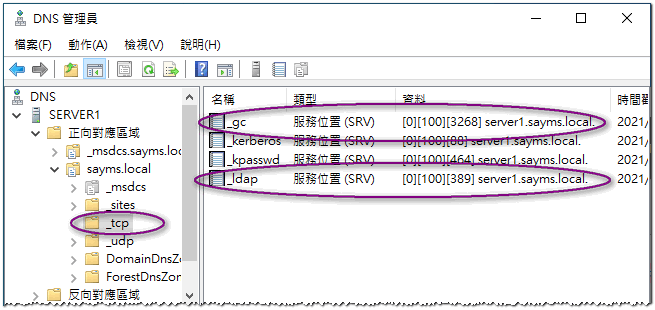 DNS 管理員
檔案(F) 動作(A) 檢視(V) 說明(H)
DNS
SERVER1
正向對應區域
_msdcs.sayms.loc
sayms.local
_msdcs
_sites
_tcp
_udp
DomainDnsZon
ForestDnsZon
反向對應區域
名稱 類型 資料 時間戳
_gc 服務位置 (SRV) [0][100][3268] server1.sayms.local. 2021/
_kerberos 服務位置 (SRV) [0][100][88] server1.sayms.local. 2021/
_kpasswd 服務位置 (SRV) [0][100][464] server1.sayms.local. 2021/
_ldap 服務位置 (SRV) [0][100][389] server1.sayms.local. 2021/